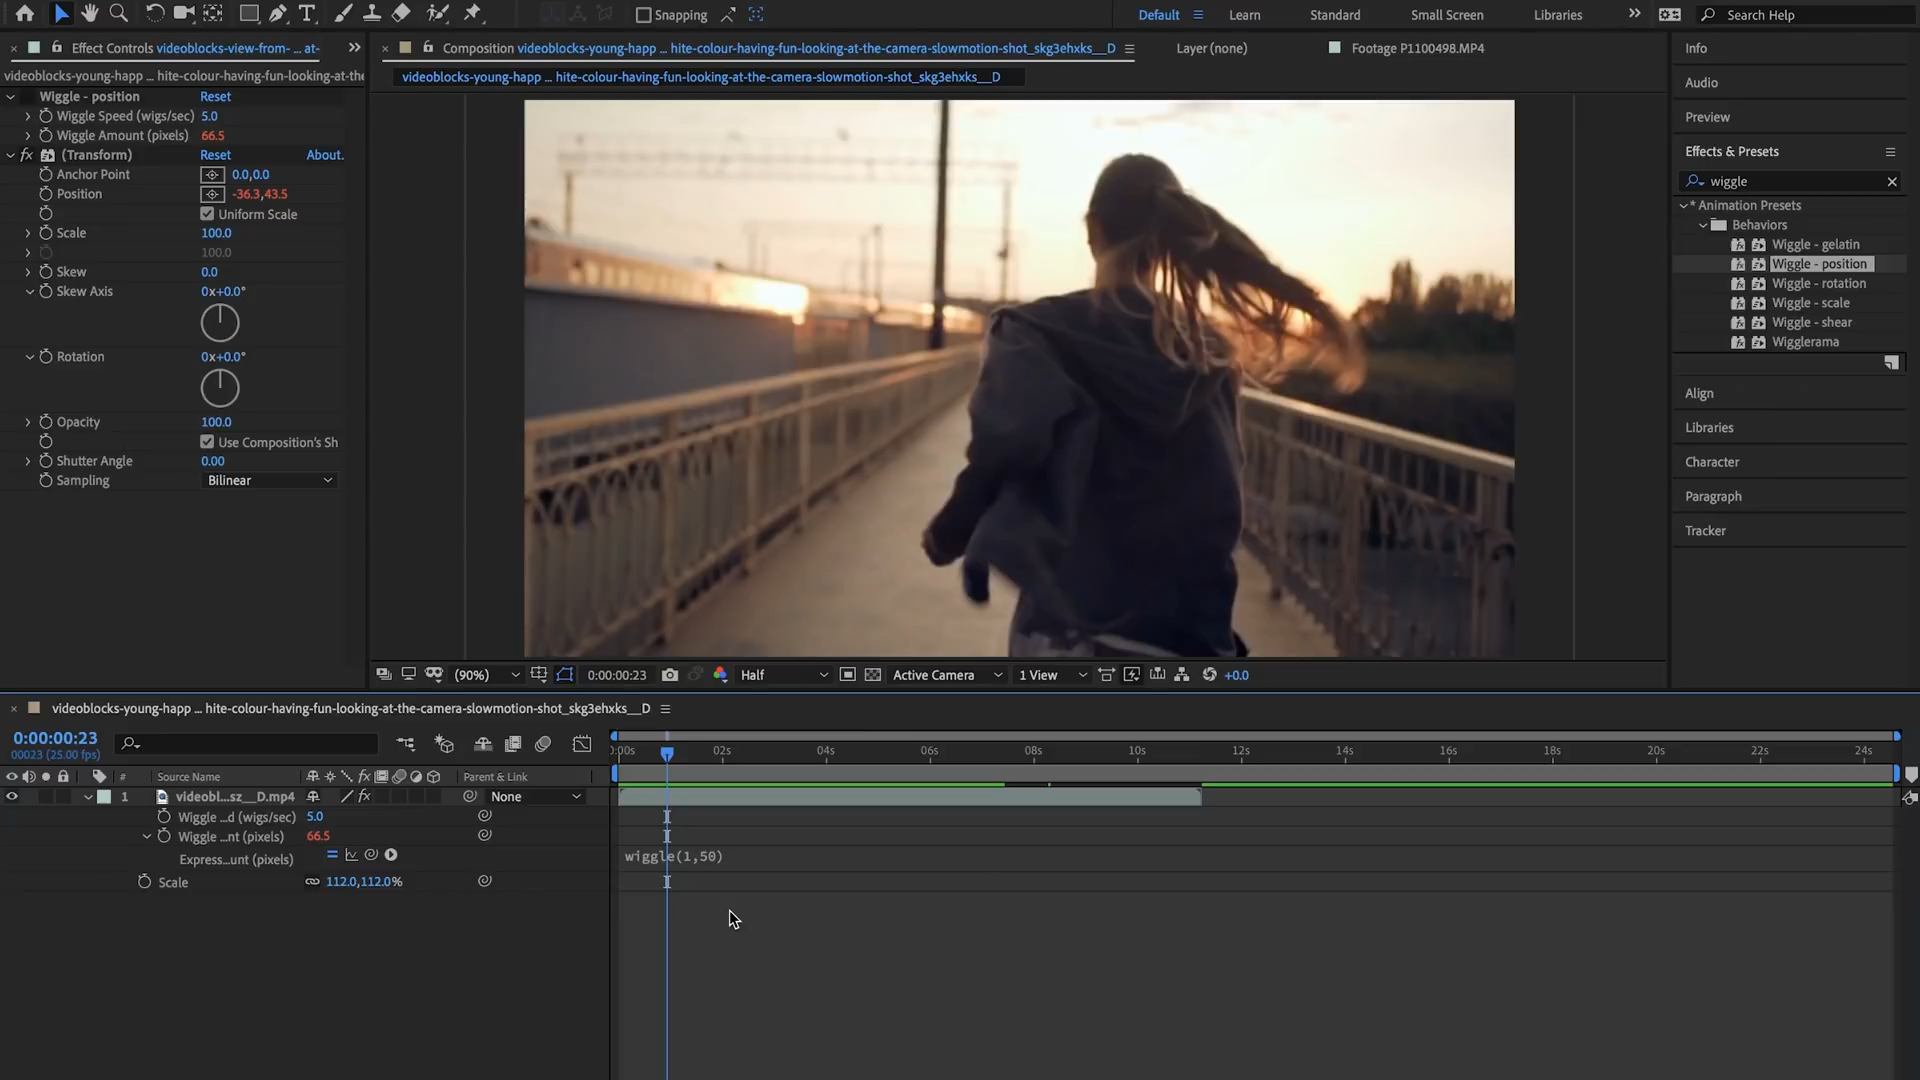 Snapping
Default
Learn
Standard
Small Screen
Libraries
Search Help
Effect Controls videoblocks-view-from- ... at-
Composition videoblocks-young-happ ... hite-colour-having-fun-looking-at-the-camera-slowmotion-shot_skg3ehxks__D
Layer (none)
Footage P1100498.MP4
videoblocks-young-happ ... hite-colour-having-fun-looking-at-the
videoblocks-young-happ ... hite-colour-having-fun-looking-at-the-camera-slowmotion-shot_skg3ehxks__D
Wiggle - position Reset
Wiggle Speed (wigs/sec) 5.0
Wiggle Amount (pixels) 66.5
fx (Transform) Reset About.
Anchor Point 0.0,0.0
Position -36.3,43.5
Uniform Scale
Scale 100.0
100.0
Skew 0.0
Skew Axis 0x+0.0°
Rotation 0x+0.0°
Opacity 100.0
Use Composition's Sh
Shutter Angle 0.00
Sampling Bilinear
Info
Audio
Preview
Effects & Presets
wiggle
* Animation Presets
Behaviors
Wiggle - gelatin
Wiggle - position
Wiggle - rotation
Wiggle - scale
Wiggle - shear
Wigglerama
Align
Libraries
Character
Paragraph
Tracker
(90%) 0:00:00:23 Half Active Camera 1 View +0.0
videoblocks-young-happ ... hite-colour-having-fun-looking-at-the-camera-slowmotion-shot_skg3ehxks__D
0:00:00:23
00023 (25.00 fps)
0:00s 02s 04s 06s 08s 10s 12s 14s 16s 18s 20s 22s 24s
# Source Name fx Parent & Link
1 videobl...sz__D.mp4 fx None
Wiggle ...d (wigs/sec) 5.0
Wiggle ...nt (pixels) 66.5
Express...unt (pixels) wiggle(1,50)
Scale 112.0,112.0%